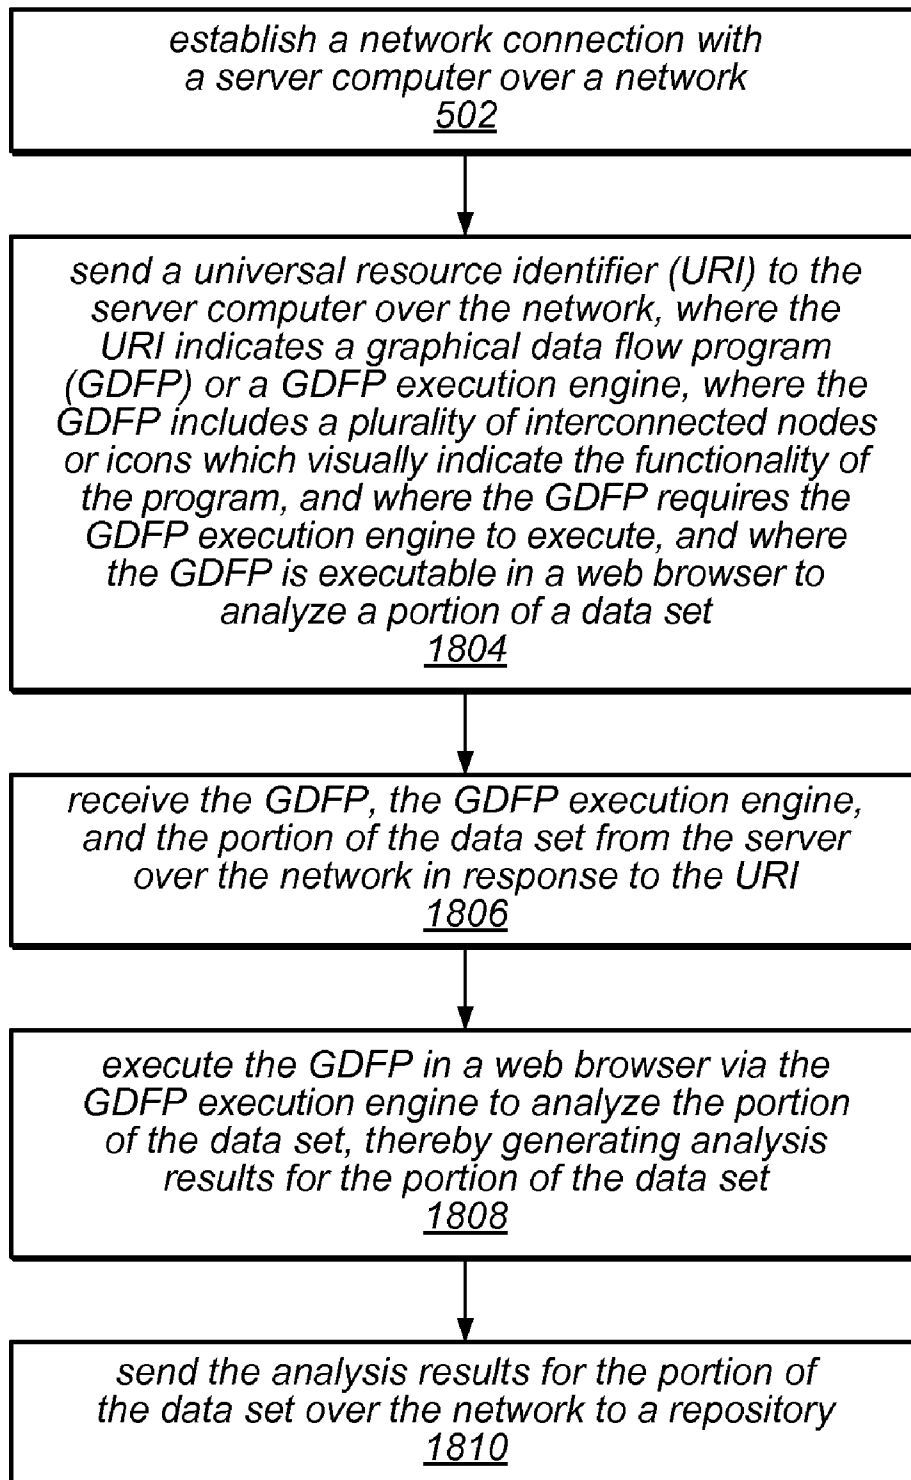 establish a network connection with
a server computer over a network
502
send a universal resource identifier (URI) to the
server computer over the network, where the
URI indicates a graphical data flow program
(GDFP) or a GDFP execution engine, where the
GDFP includes a plurality of interconnected nodes
or icons which visually indicate the functionality of
the program, and where the GDFP requires the
GDFP execution engine to execute, and where
the GDFP is executable in a web browser to
analyze a portion of a data set
1804
receive the GDFP, the GDFP execution engine,
and the portion of the data set from the server
over the network in response to the URI
1806
execute the GDFP in a web browser via the
GDFP execution engine to analyze the portion
of the data set, thereby generating analysis
results for the portion of the data set
1808
send the analysis results for the portion of
the data set over the network to a repository
1810